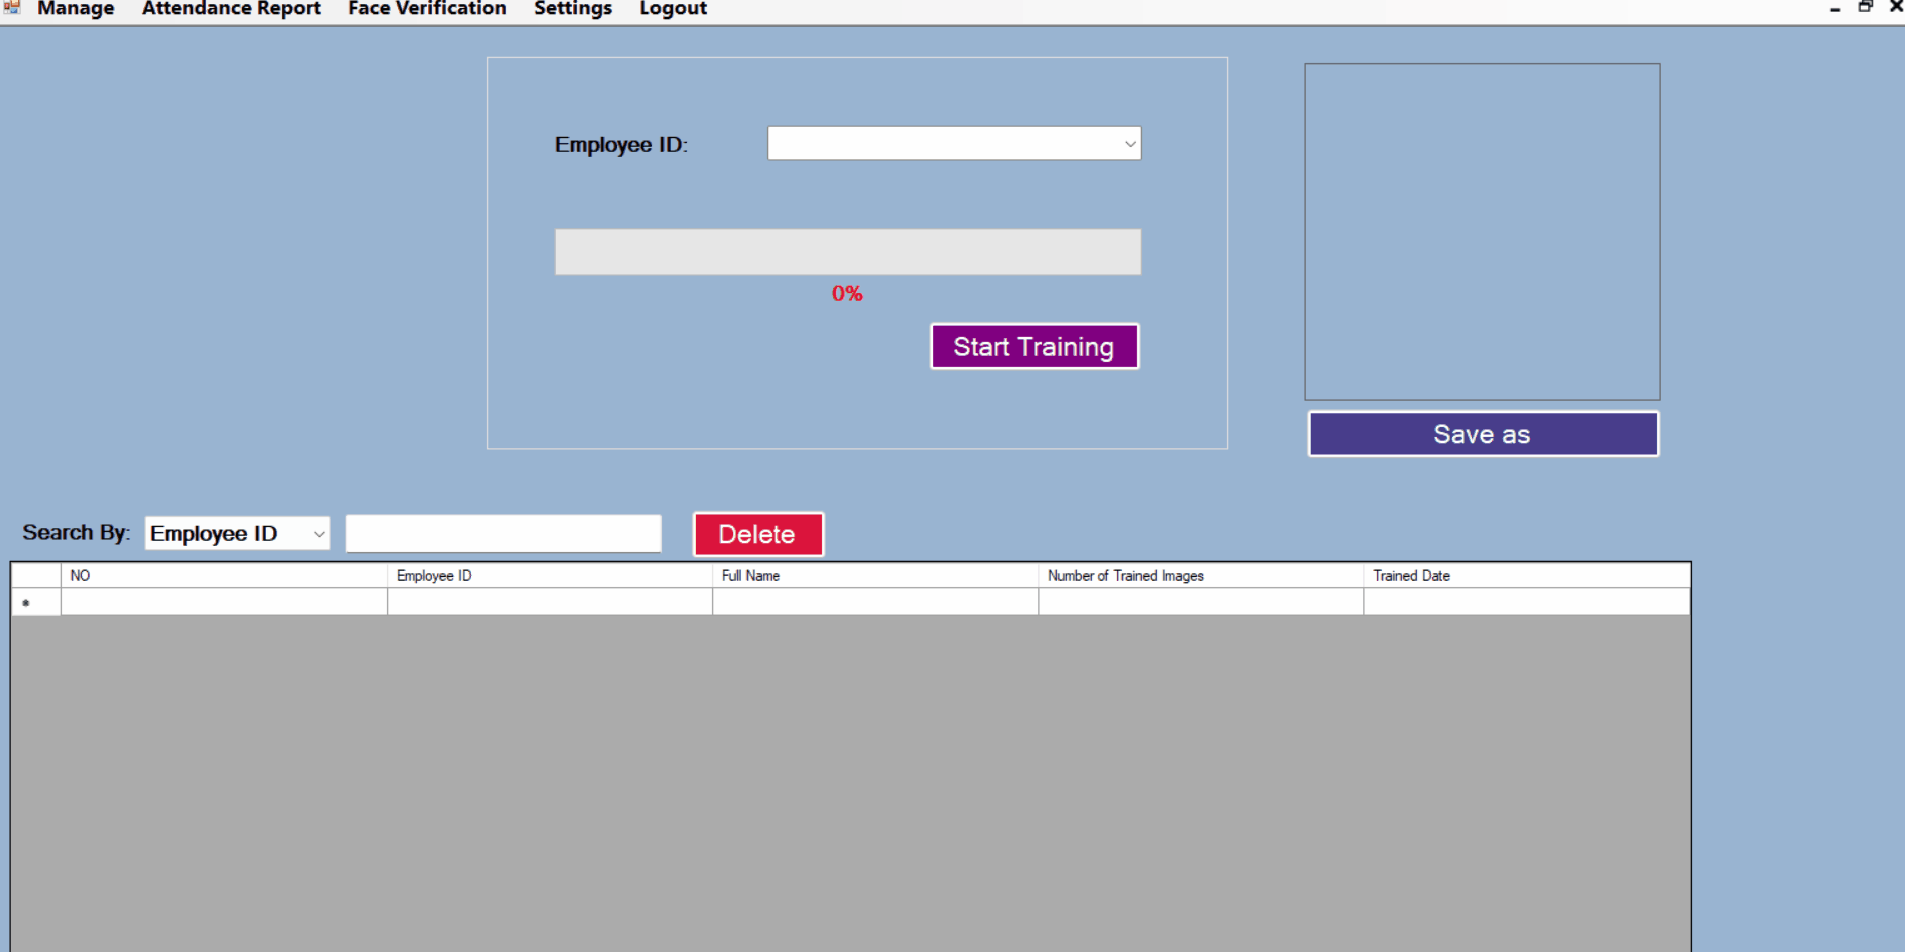 Manage Attendance Report Face Verification Settings Logout
Employee ID:
0%
Start Training
Save as
Search By: Employee ID Delete
NO Employee ID Full Name Number of Trained Images Trained Date